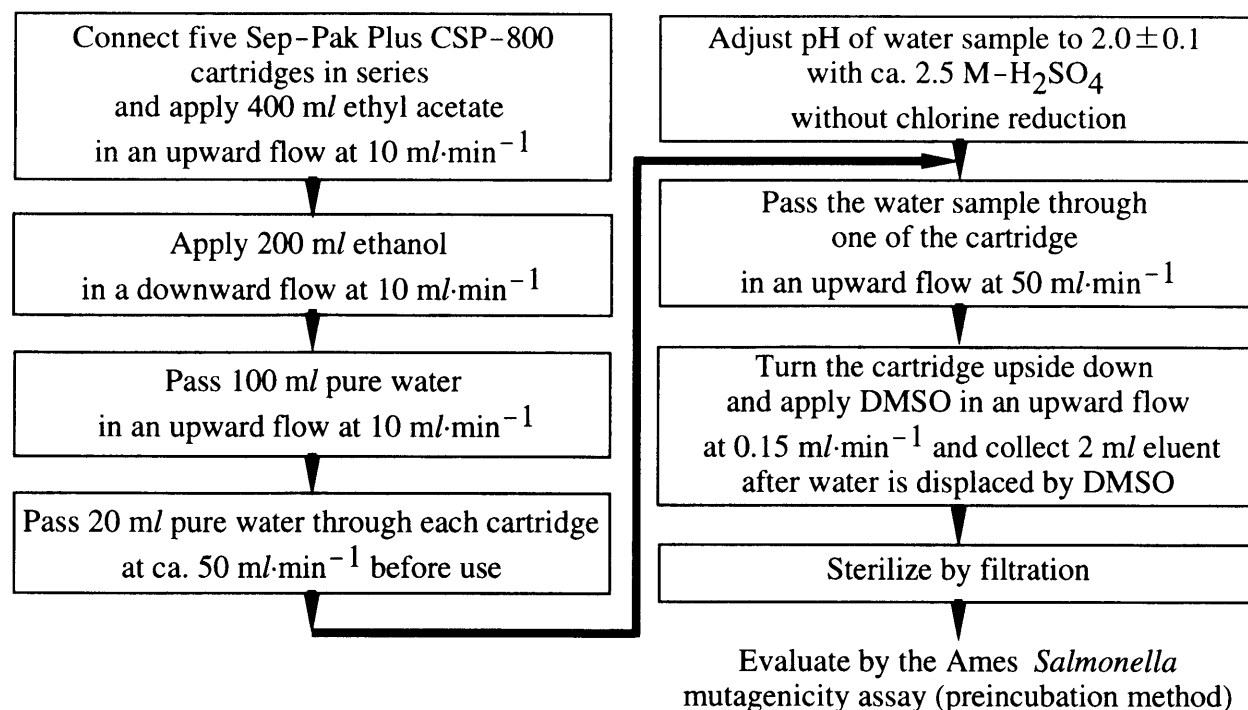 Connect five Sep-Pak Plus CSP-800
cartridges in series
and apply 400 ml ethyl acetate
in an upward flow at 10 ml·min⁻¹
Apply 200 ml ethanol
in a downward flow at 10 ml·min⁻¹
Pass 100 ml pure water
in an upward flow at 10 ml·min⁻¹
Pass 20 ml pure water through each cartridge
at ca. 50 ml·min⁻¹ before use
Adjust pH of water sample to 2.0±0.1
with ca. 2.5 M-H₂SO₄
without chlorine reduction
Pass the water sample through
one of the cartridge
in an upward flow at 50 ml·min⁻¹
Turn the cartridge upside down
and apply DMSO in an upward flow
at 0.15 ml·min⁻¹ and collect 2 ml eluent
after water is displaced by DMSO
Sterilize by filtration
Evaluate by the Ames Salmonella
mutagenicity assay (preincubation method)